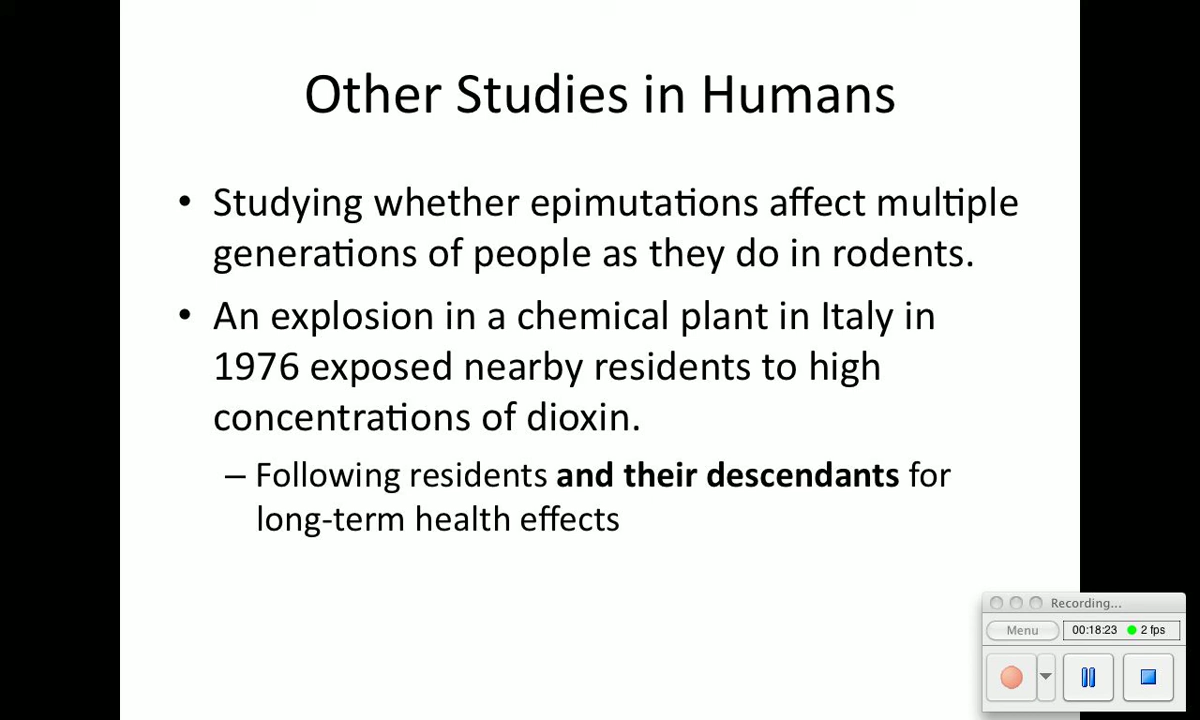 Other Studies in Humans
• Studying whether epimutations affect multiple
generations of people as they do in rodents.
• An explosion in a chemical plant in Italy in
1976 exposed nearby residents to high
concentrations of dioxin.
– Following residents and their descendants for
long-term health effects
Recording...
Menu 00:18:23 2 fps